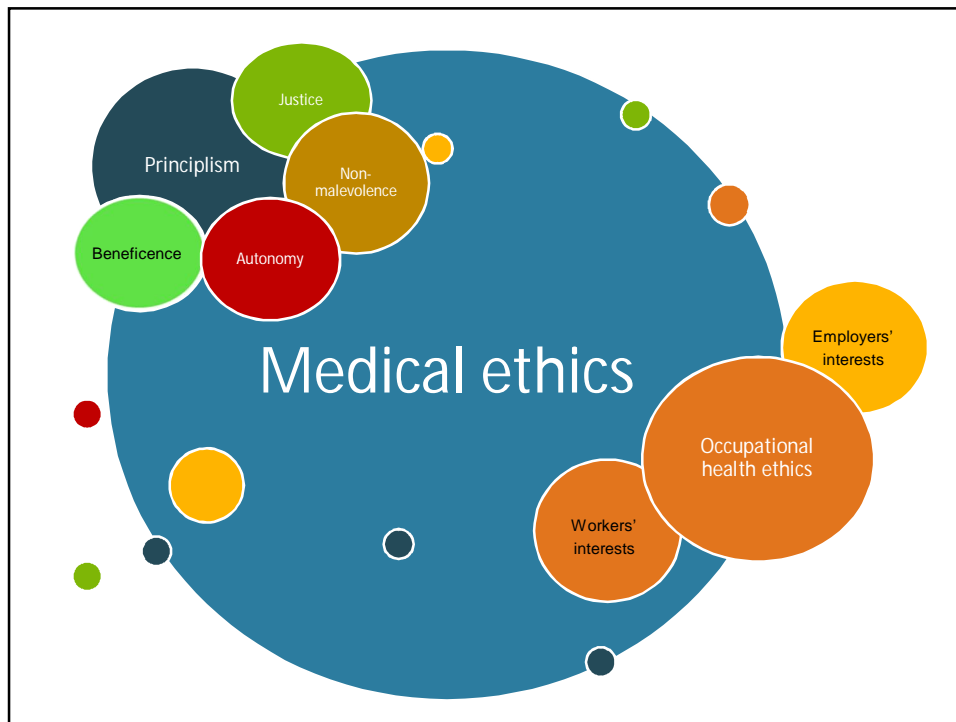 Justice
Principlism
Non-
malevolence
Beneficence
Autonomy
Medical ethics
Employers'
interests
Occupational
health ethics
Workers'
interests